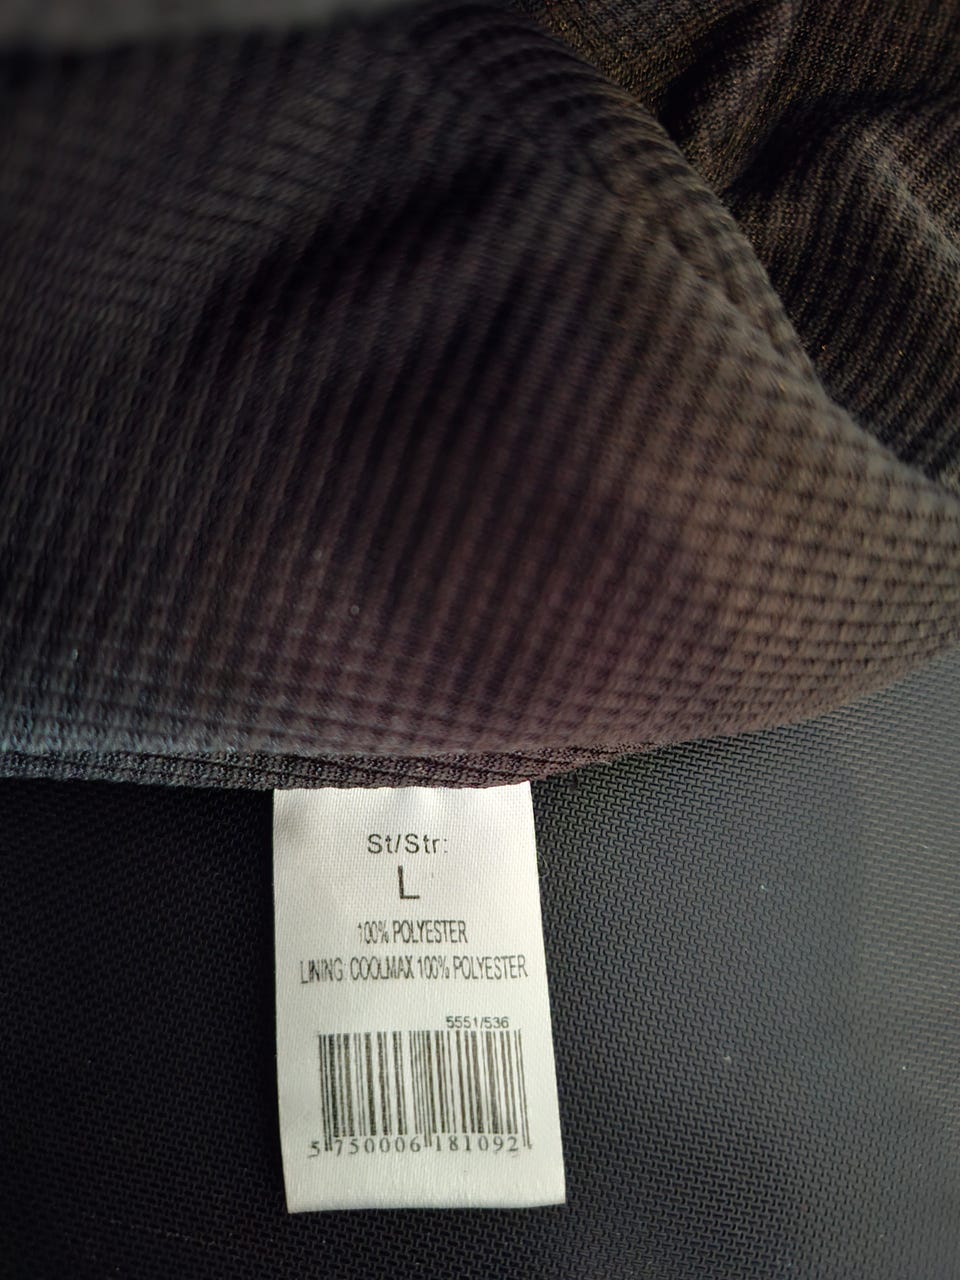 St/Str:
L
100% POLYESTER
LINING: COOLMAX 100% POLYESTER
5551/536
5 750006 181092